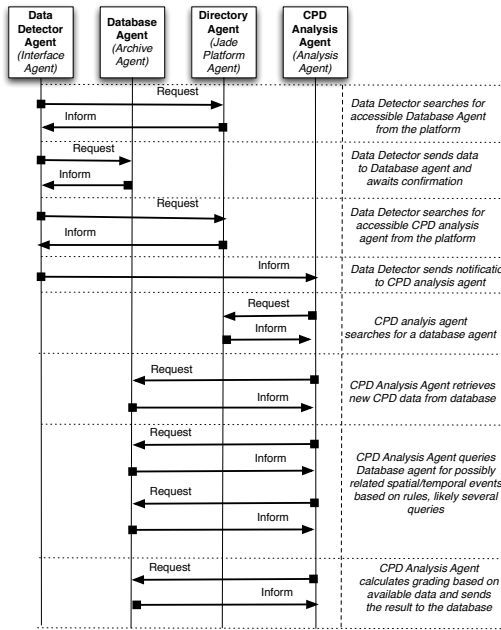 Data
Detector
Agent
(Interface
Agent)
Database
Agent
(Archive
Agent)
Directory
Agent
(Jade
Platform
Agent)
CPD
Analysis
Agent
(Analysis
Agent)
Request
Inform
Data Detector searches for
accessible Database Agent
from the platform
Request
Inform
Data Detector sends data
to Database agent and
awaits confirmation
Request
Inform
Data Detector searches for
accessible CPD analysis
agent from the platform
Inform
Data Detector sends notificatio
to CPD analysis agent
Request
Inform
CPD analysis agent
searches for a database agent
Request
Inform
CPD Analysis Agent retrieves
new CPD data from database
Request
Inform
Request
Inform
CPD Analysis Agent queries
Database agent for possibly
related spatial/temporal events
based on rules, likely several
queries
Request
Inform
CPD Analysis Agent
calculates grading based on
available data and sends
the result to the database